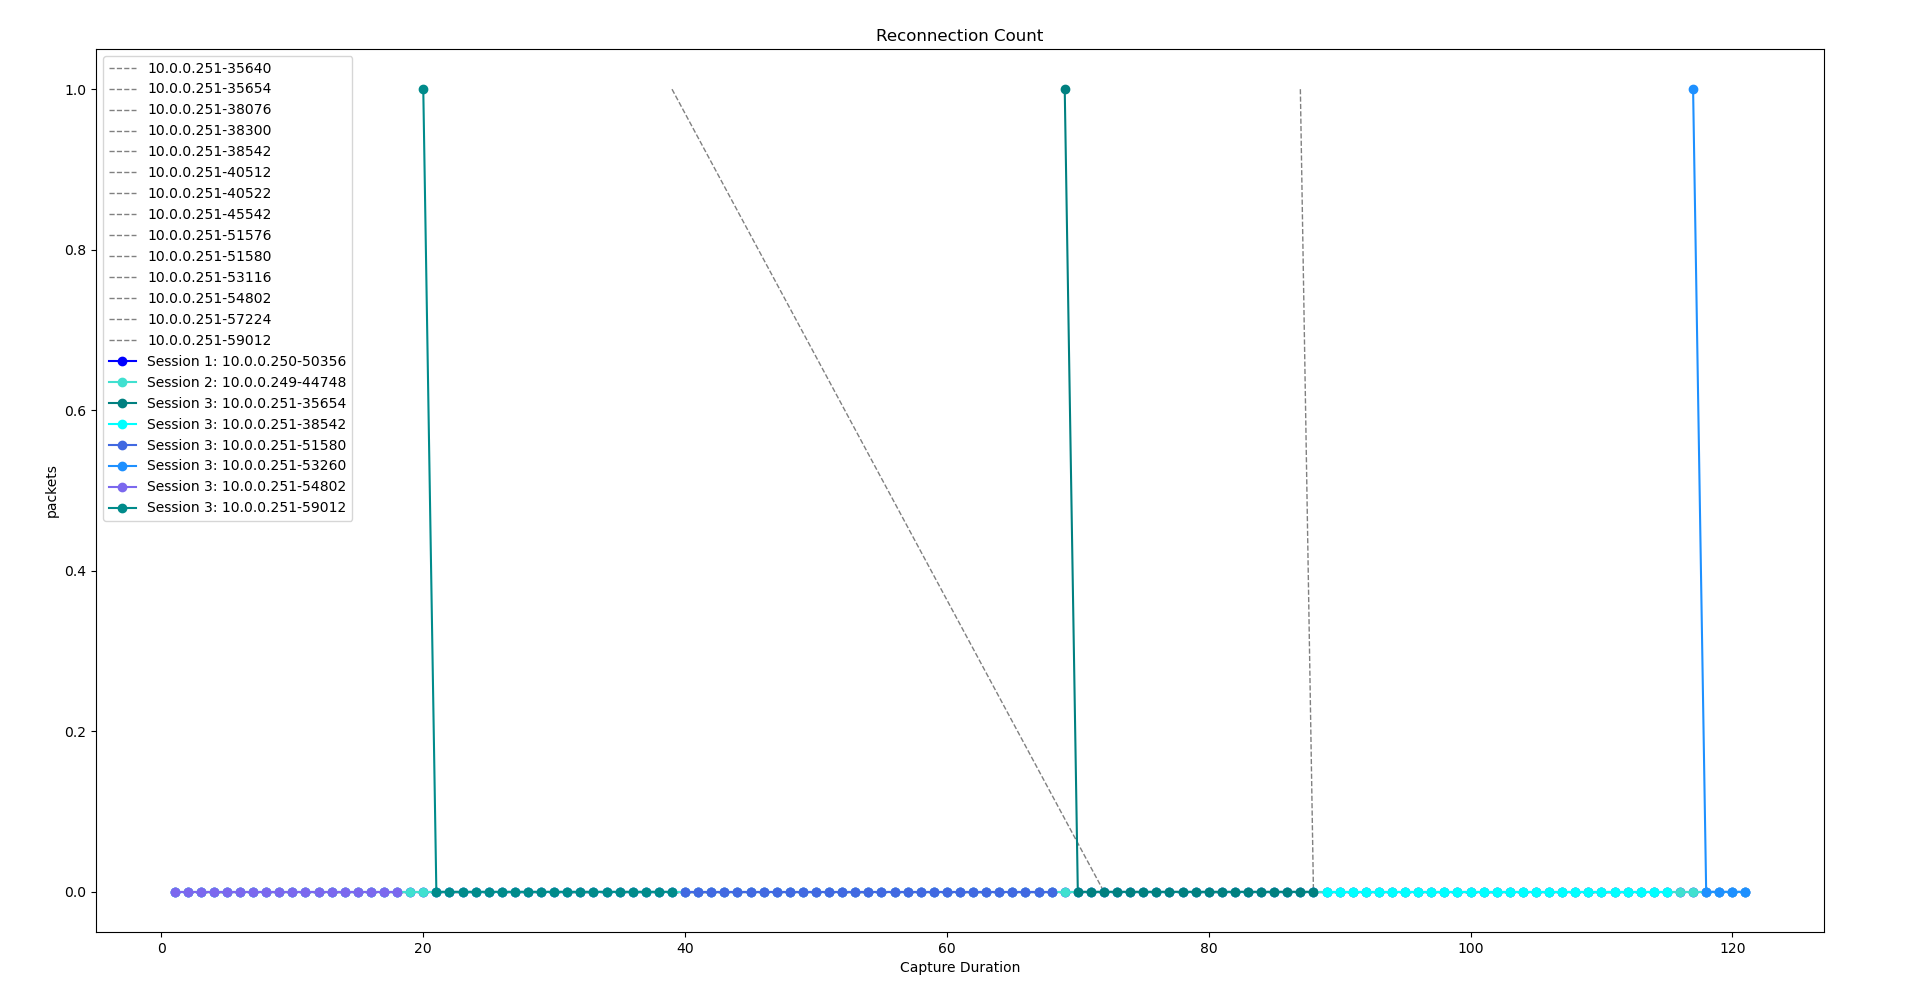 Reconnection Count
10.0.0.251-35640
10.0.0.251-35654
10.0.0.251-38076
10.0.0.251-38300
10.0.0.251-38542
10.0.0.251-40512
10.0.0.251-40522
10.0.0.251-45542
10.0.0.251-51576
10.0.0.251-51580
10.0.0.251-53116
10.0.0.251-54802
10.0.0.251-57224
10.0.0.251-59012
Session 1: 10.0.0.250-50356
Session 2: 10.0.0.249-44748
Session 3: 10.0.0.251-35654
Session 3: 10.0.0.251-38542
Session 3: 10.0.0.251-51580
Session 3: 10.0.0.251-53260
Session 3: 10.0.0.251-54802
Session 3: 10.0.0.251-59012
packets
1.0
0.8
0.6
0.4
0.2
0.0
0 20 40 60 80 100 120
Capture Duration